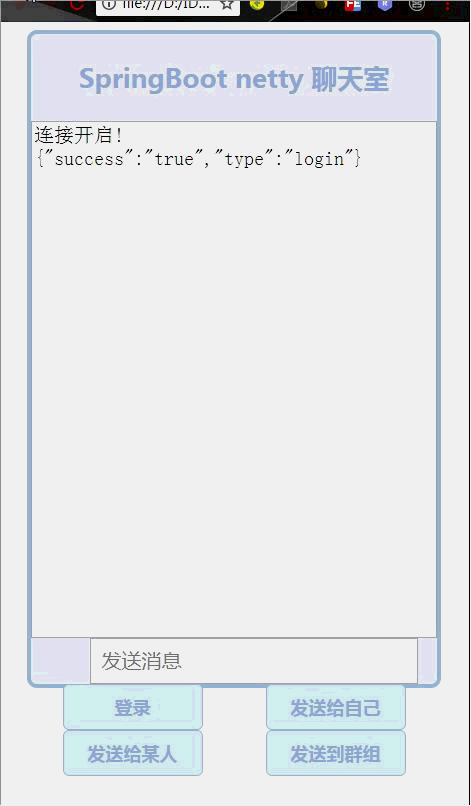 file:///D:/ID...
SpringBoot netty 聊天室
连接开启!
{"success":"true","type":"login"}
发送消息
登录
发送给自己
发送给某人
发送到群组